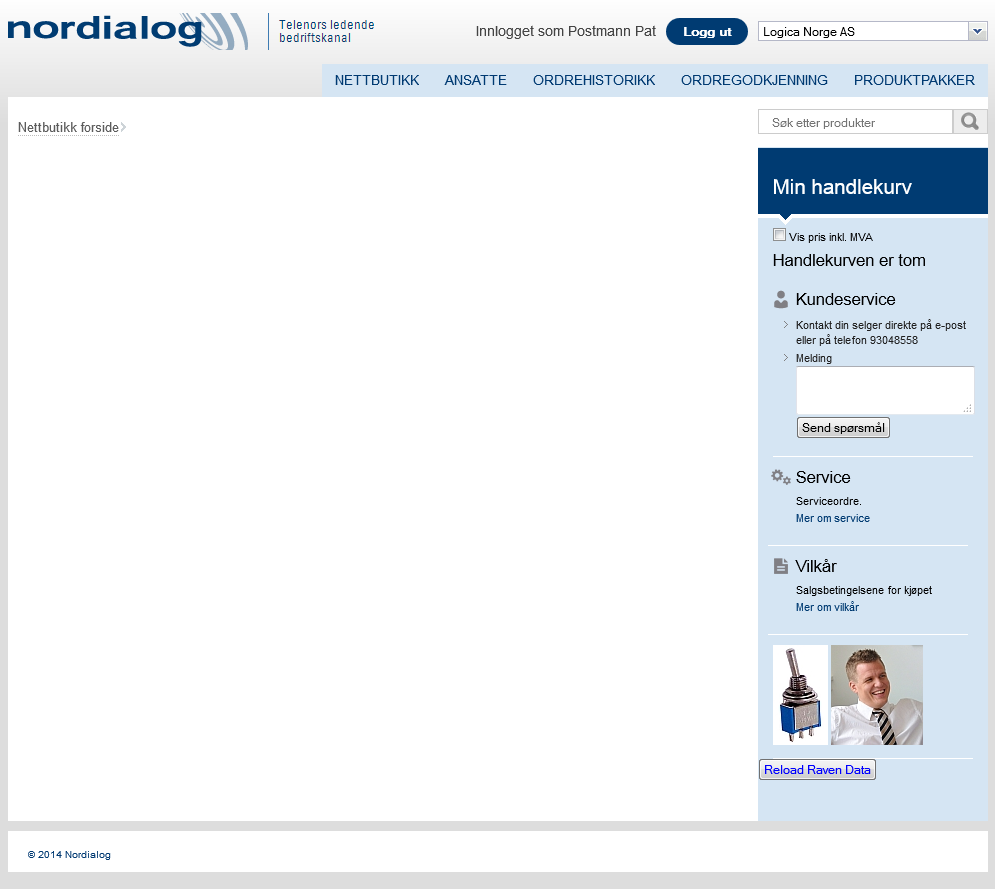 nordialog
Telenors ledende
bedriftskanal
Innlogget som Postmann Pat
Logg ut
Logica Norge AS
NETTBUTIKK ANSATTE ORDREHISTORIKK ORDREGODKJENNING PRODUKTPAKKER
Nettbutikk forside
Søk etter produkter
Min handlekurv
Vis pris inkl. MVA
Handlekurven er tom
Kundeservice
Kontakt din selger direkte på e-post
eller på telefon 93048558
Melding
Send spørsmål
Service
Serviceordre.
Mer om service
Vilkår
Salgsbetingelsene for kjøpet
Mer om vilkår
Reload Raven Data
© 2014 Nordialog